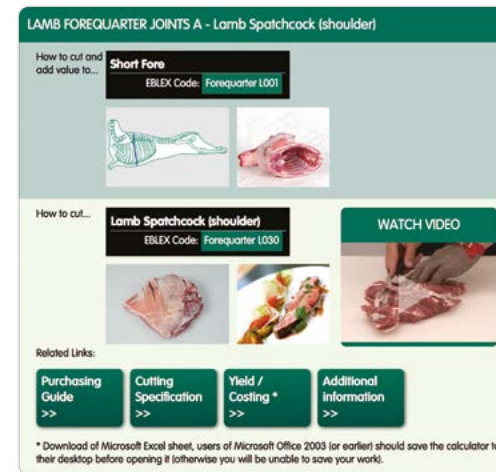 LAMB FOREQUARTER JOINTS A - Lamb Spatchcock (shoulder)
How to cut and
add value to...
Short Fore
EBLEX Code: Forequarter L001
How to cut...
Lamb Spatchcock (shoulder)
EBLEX Code: Forequarter L030
WATCH VIDEO
Related Links:
Purchasing
Guide
>>
Cutting
Specification
>>
Yield /
Costing *
>>
Additional
information
>>
* Download of Microsoft Excel sheet, users of Microsoft Office 2003 (or earlier) should save the calculator to
their desktop before opening it (otherwise you will be unable to save your work).